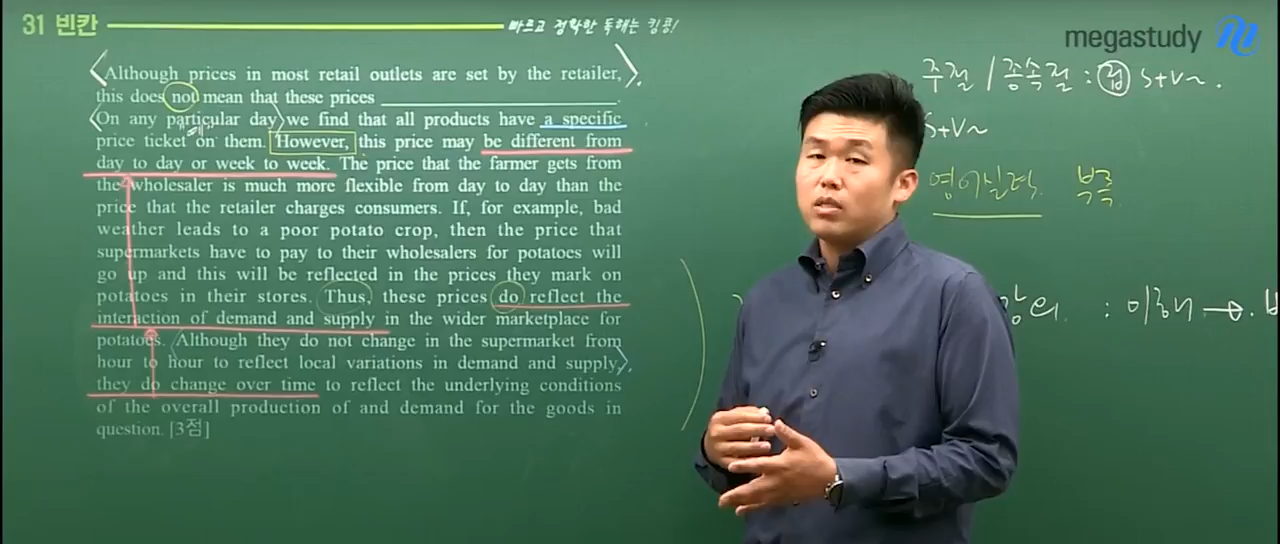 31 빈칸
빠르고 정확한 독해는 킹콩!
megastudy
Although prices in most retail outlets are set by the retailer,
this does not mean that these prices ____________.
On any particular day, we find that all products have a specific
price ticket on them. However, this price may be different from
day to day or week to week. The price that the farmer gets from
the wholesaler is much more flexible from day to day than the
price that the retailer charges consumers. If, for example, bad
weather leads to a poor potato crop, then the price that
supermarkets have to pay to their wholesalers for potatoes will
go up and this will be reflected in the prices they mark on
potatoes in their stores. Thus, these prices do reflect the
interaction of demand and supply in the wider marketplace for
potatoes. Although they do not change in the supermarket from
hour to hour to reflect local variations in demand and supply,
they do change over time to reflect the underlying conditions
of the overall production of and demand for the goods in
question. [3점]
주절 / 종속절 : 접 S+V~.
S+V~
영어실력
: 이해 →